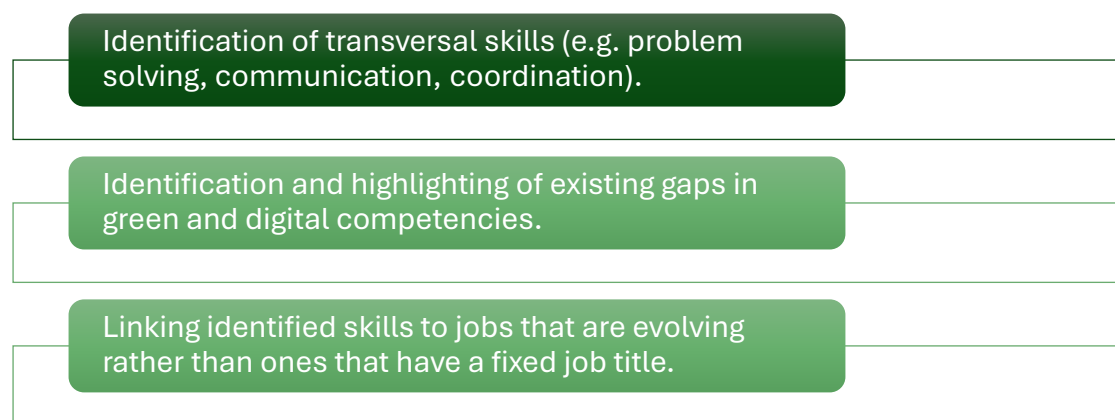 Identification of transversal skills (e.g. problem
solving, communication, coordination).
Identification and highlighting of existing gaps in
green and digital competencies.
Linking identified skills to jobs that are evolving
rather than ones that have a fixed job title.